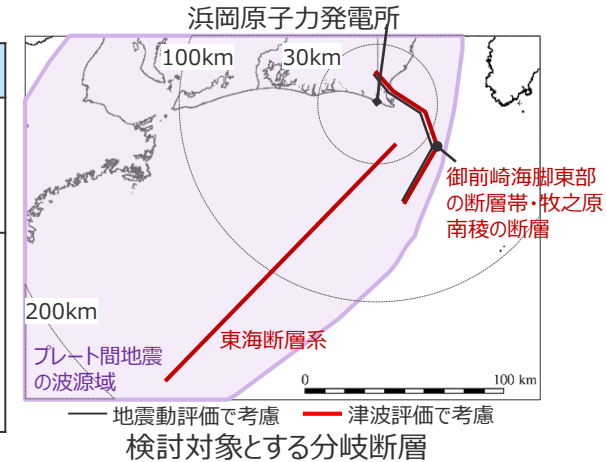 浜岡原子力発電所
100km
30km
御前崎海脚東部
の断層帯・牧之原
南稜の断層
200km
東海断層系
プレート間地震
の波源域
0
100 km
地震動評価で考慮
津波評価で考慮
検討対象とする分岐断層